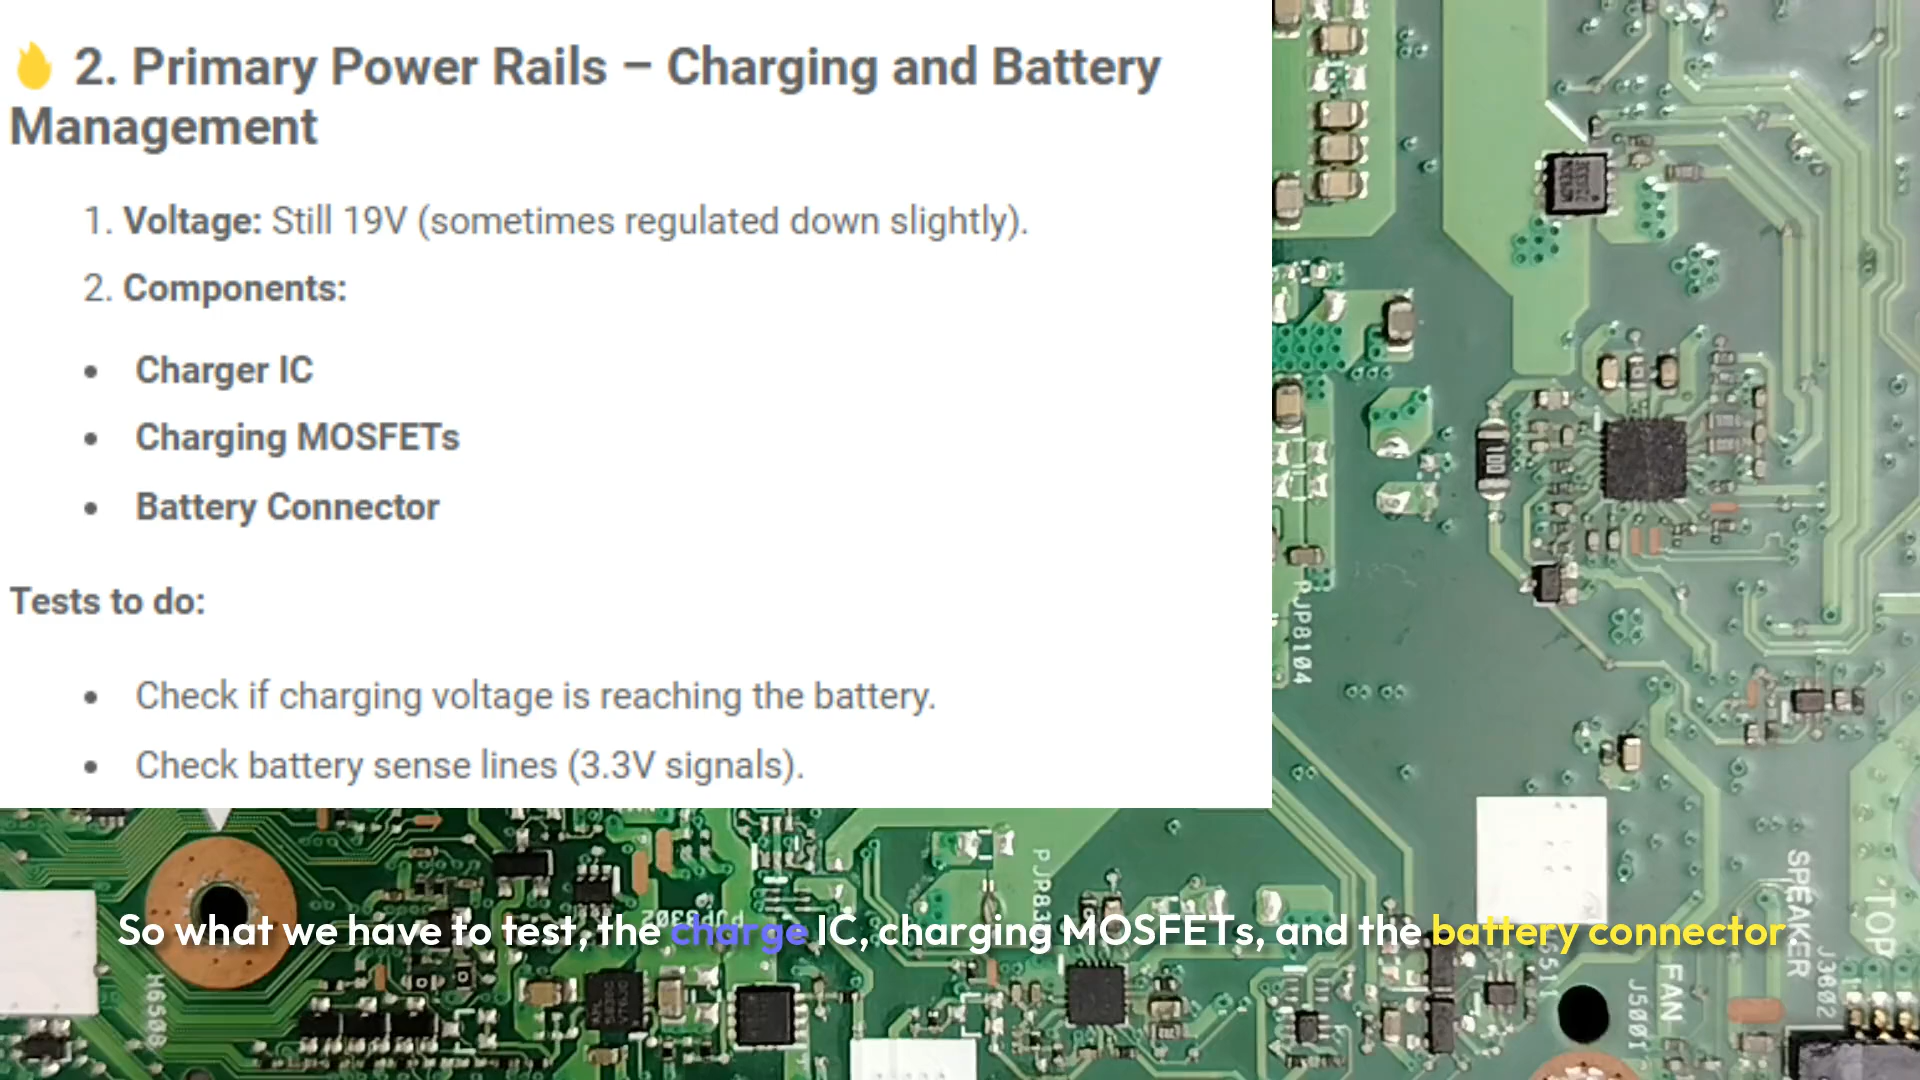 🔥 2. Primary Power Rails – Charging and Battery
Management
1. Voltage: Still 19V (sometimes regulated down slightly).
2. Components:
• Charger IC
• Charging MOSFETs
• Battery Connector
Tests to do:
• Check if charging voltage is reaching the battery.
• Check battery sense lines (3.3V signals).
PJP8104
So what we have to test, the charge IC, charging MOSFETs, and the battery connector
PJP8302
H6508
SPEAKER
TOP
FAN
J5001